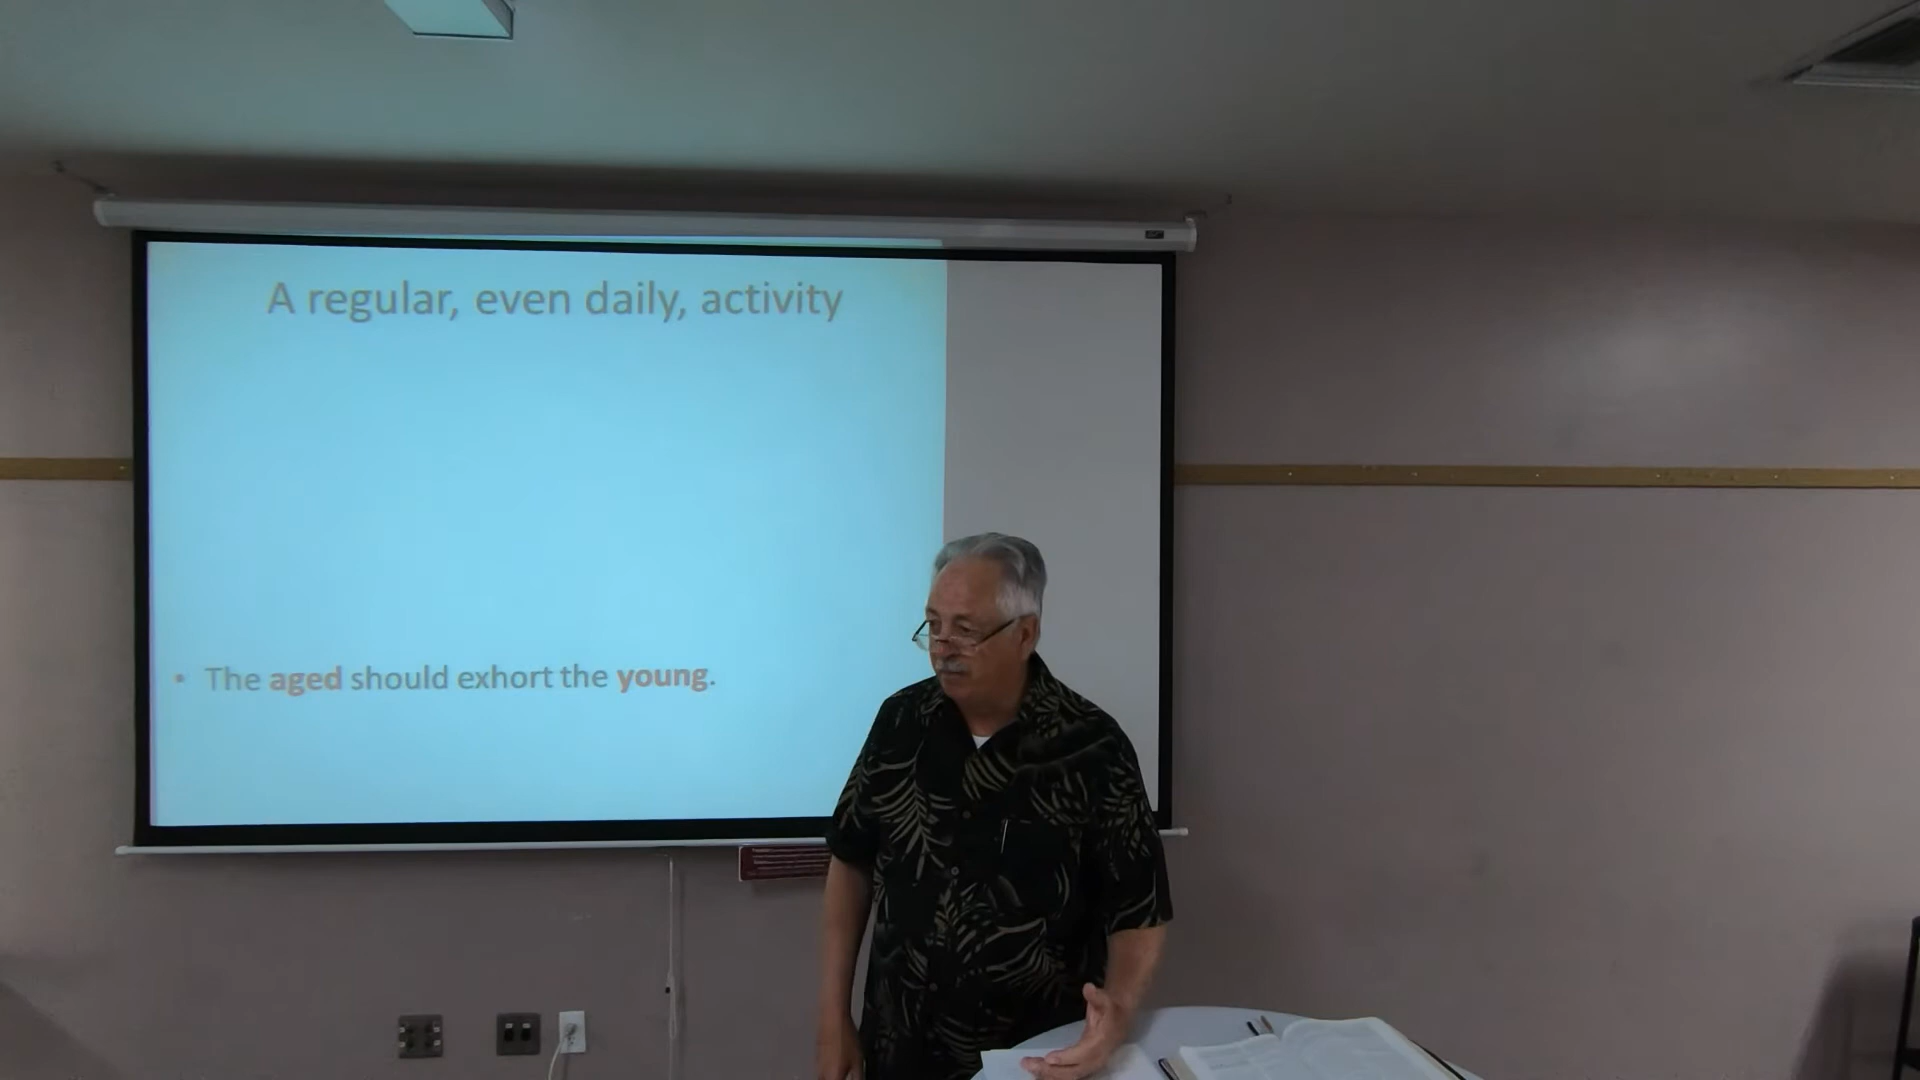 A regular, even daily, activity
• The aged should exhort the young.